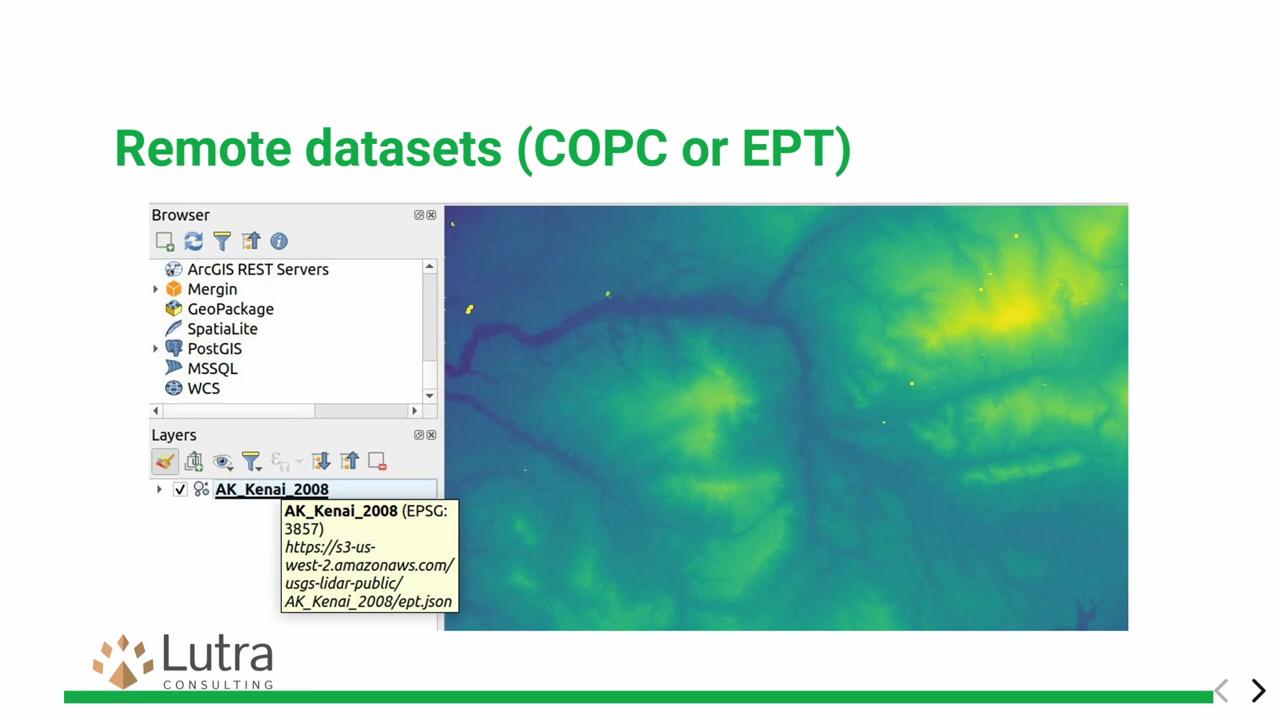 Remote datasets (COPC or EPT)
Browser
ArcGIS REST Servers
Mergin
GeoPackage
SpatiaLite
PostGIS
MSSQL
WCS
Layers
AK_Kenai_2008
AK_Kenai_2008 (EPSG:
3857)
https://s3-us-
west-2.amazonaws.com/
usgs-lidar-public/
AK_Kenai_2008/ept.json
Lutra
CONSULTING